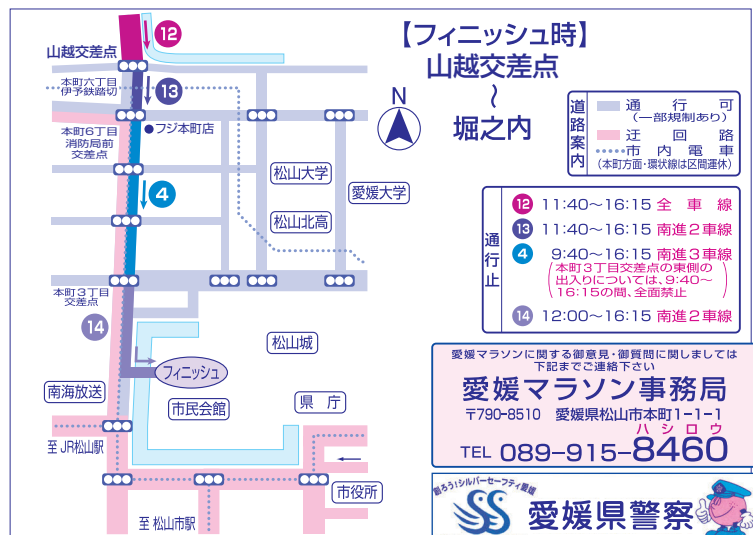 【フィニッシュ時】
山越交差点
〜
堀之内
12
山越交差点
本町六丁目
伊予鉄踏切
13
フジ本町店
本町6丁目
消防局前
交差点
4
松山大学
愛媛大学
松山北高
本町3丁目
交差点
14
フィニッシュ
松山城
南海放送
市民会館
県庁
至 JR松山駅
市役所
至 松山市駅
N
道路案内
通行可
(一部規制あり)
迂回路
市内電車
(本町方面・環状線は区間運休)
通行止
12 11:40〜16:15 全車線
13 11:40〜16:15 南進2車線
4 9:40〜16:15 南進3車線
(本町3丁目交差点の東側の
出入りについては、9:40〜
16:15の間、全面禁止)
14 12:00〜16:15 南進2車線
愛媛マラソンに関する御意見・御質問に関しましては
下記までご連絡下さい
愛媛マラソン事務局
〒790-8510 愛媛県松山市本町1-1-1
ハシロウ
TEL 089-915-8460
創ろう!シルバーセーフティ愛媛
愛媛県警察